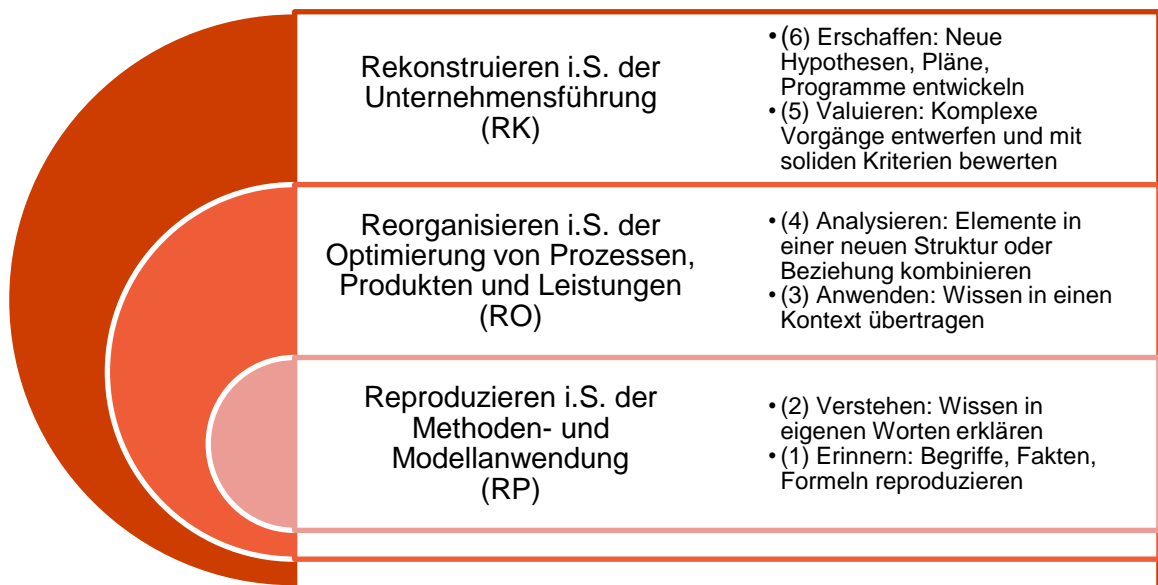 Rekonstruieren i.S. der
Unternehmensführung
(RK)
• (6) Erschaffen: Neue
Hypothesen, Pläne,
Programme entwickeln
• (5) Valuieren: Komplexe
Vorgänge entwerfen und mit
soliden Kriterien bewerten
Reorganisieren i.S. der
Optimierung von Prozessen,
Produkten und Leistungen
(RO)
• (4) Analysieren: Elemente in
einer neuen Struktur oder
Beziehung kombinieren
• (3) Anwenden: Wissen in einen
Kontext übertragen
Reproduzieren i.S. der
Methoden- und
Modellanwendung
(RP)
• (2) Verstehen: Wissen in
eigenen Worten erklären
• (1) Erinnern: Begriffe, Fakten,
Formeln reproduzieren